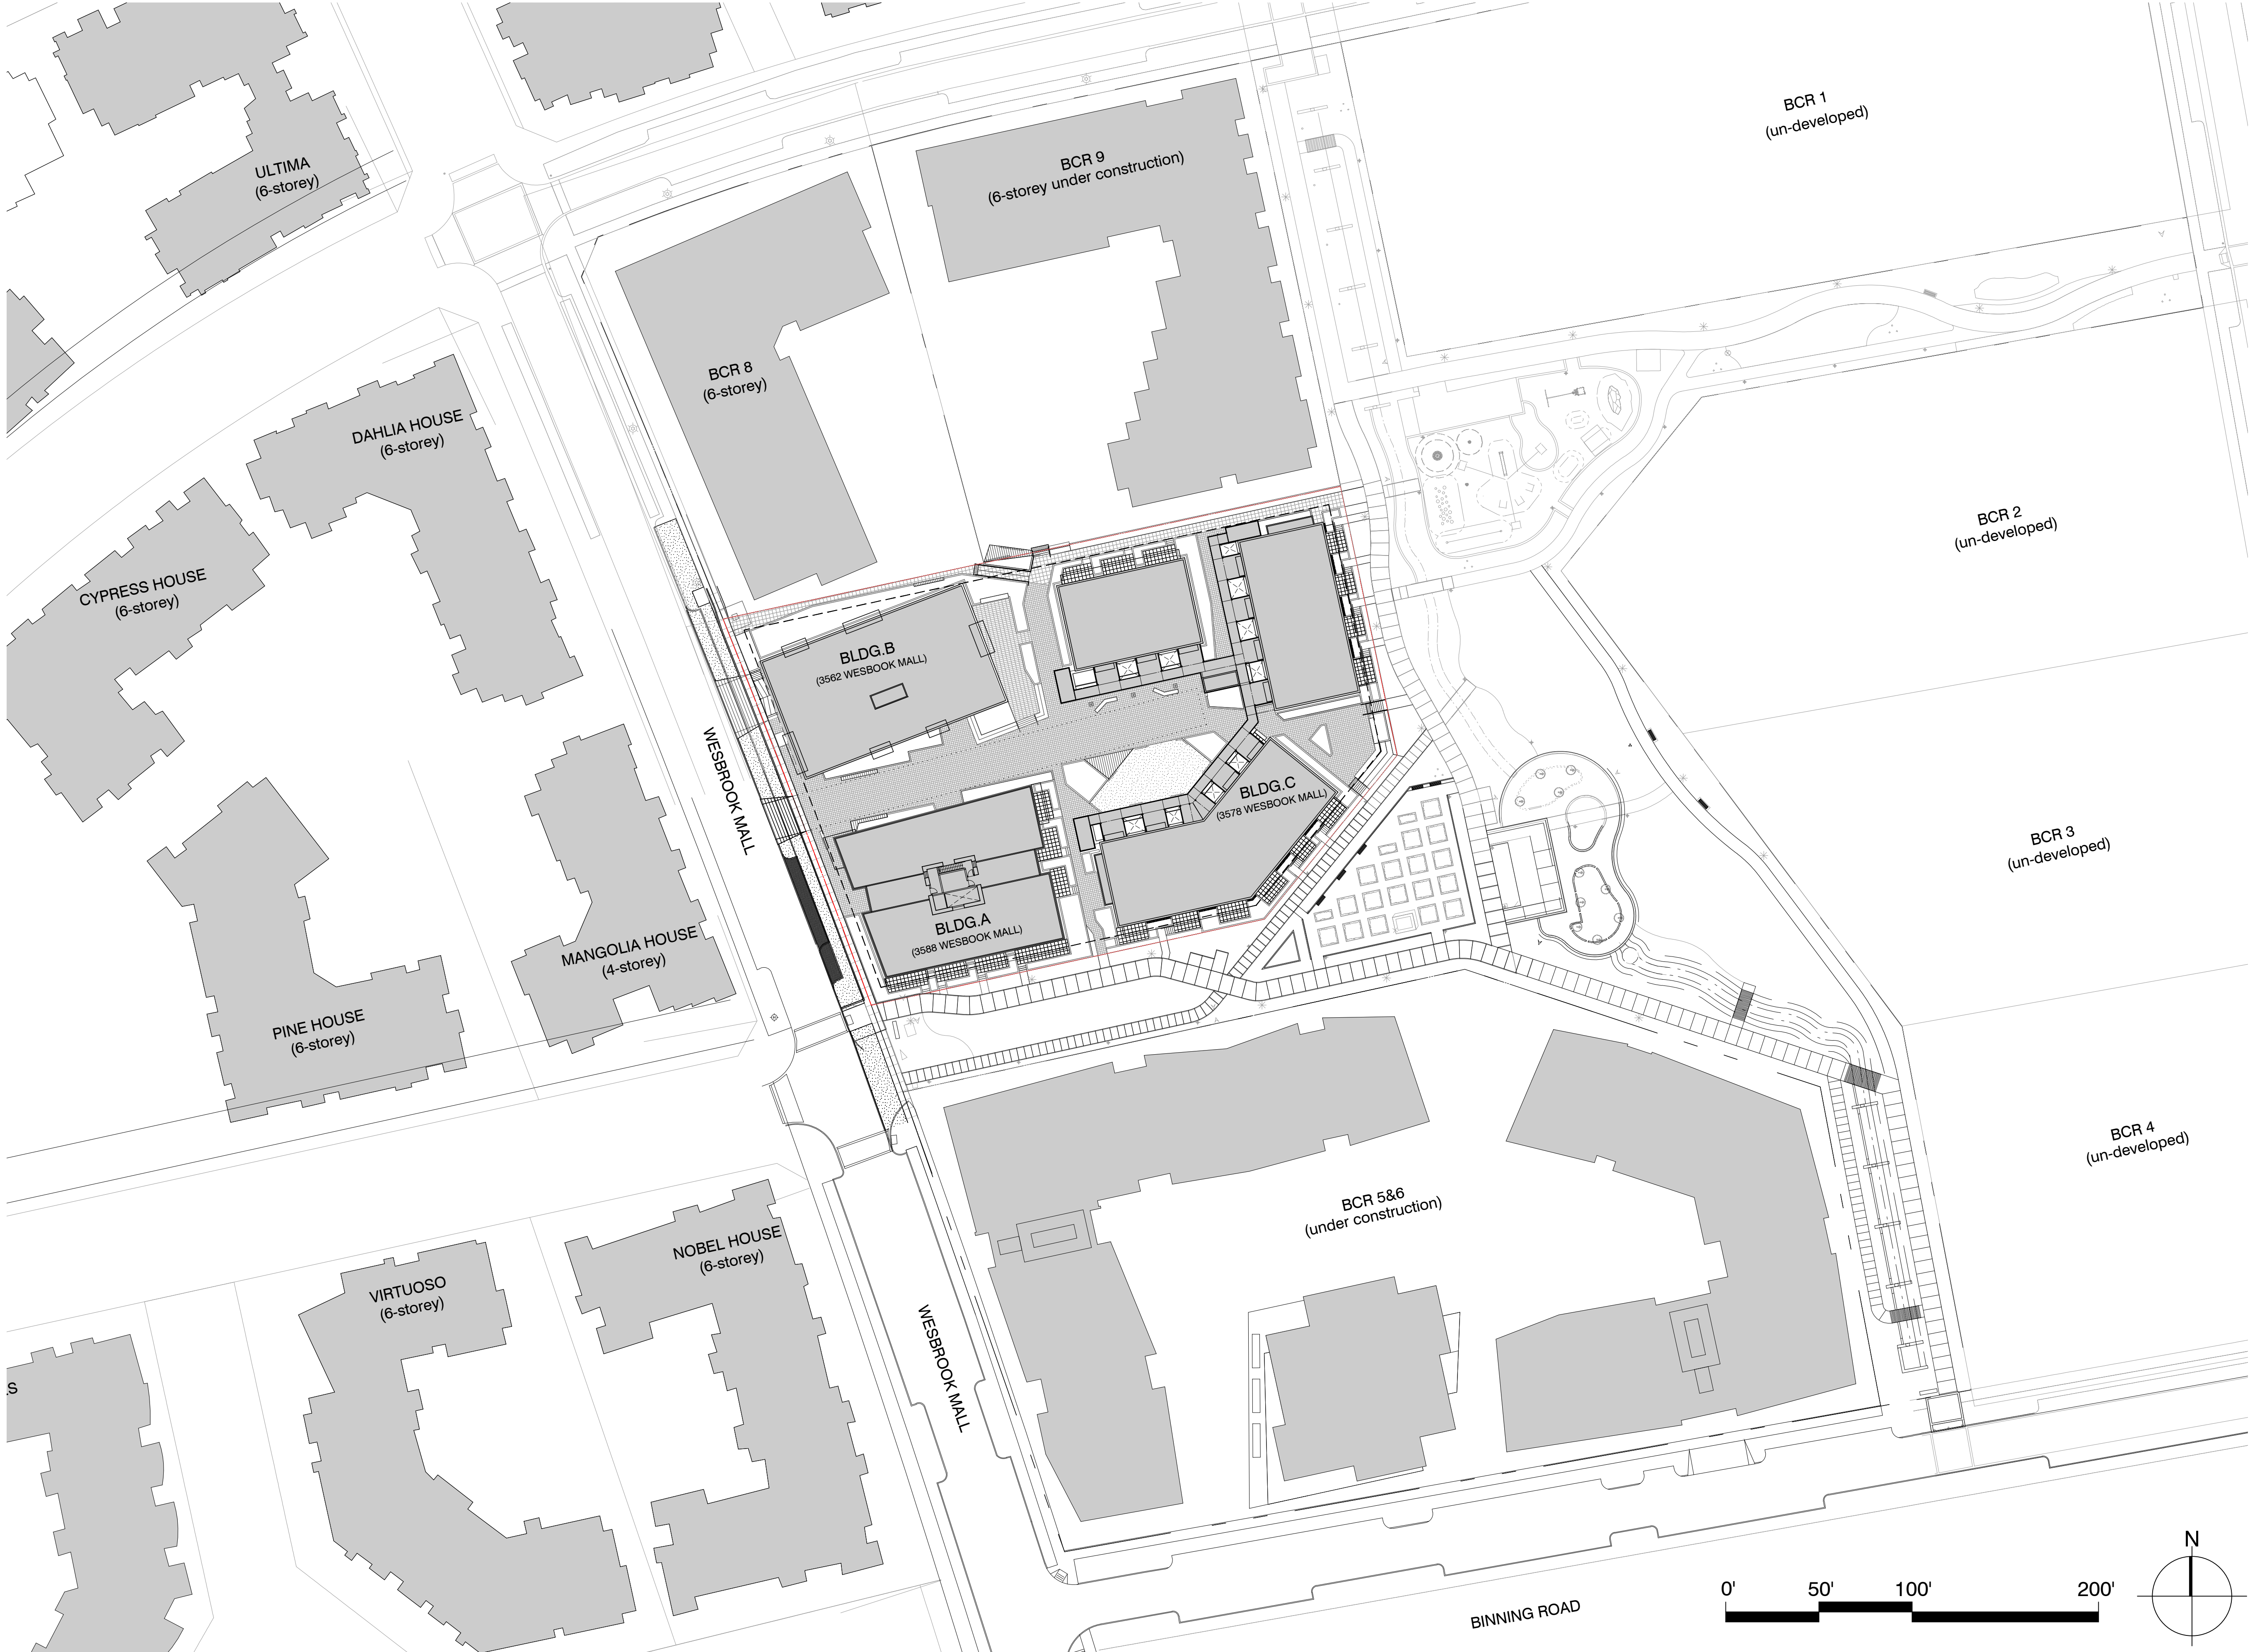 BCR 1
(un-developed)
BCR 9
(6-storey under construction)
ULTIMA
(6-storey)
BCR 8
(6-storey)
DAHLIA HOUSE
(6-storey)
BCR 2
(un-developed)
CYPRESS HOUSE
(6-storey)
BLDG.B
(3562 WESBOOK MALL)
WESBROOK MALL
BLDG.C
(3578 WESBOOK MALL)
BCR 3
(un-developed)
BLDG.A
(3588 WESBOOK MALL)
MANGOLIA HOUSE
(4-storey)
PINE HOUSE
(6-storey)
BCR 4
(un-developed)
BCR 5&6
(under construction)
NOBEL HOUSE
(6-storey)
VIRTUOSO
(6-storey)
WESBROOK MALL
S
BINNING ROAD
0' 50' 100' 200'
N